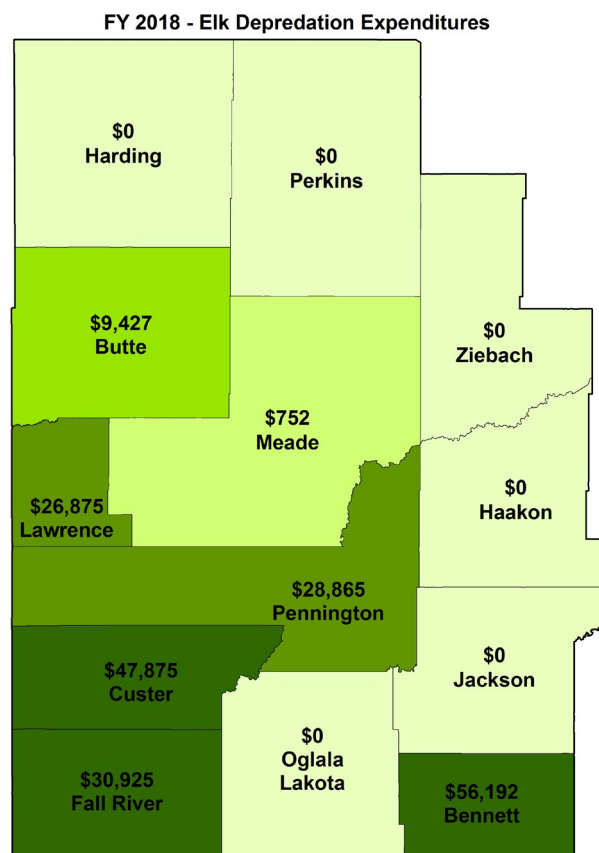 FY 2018 - Elk Depredation Expenditures
$0
Harding
$0
Perkins
$9,427
Butte
$0
Ziebach
$752
Meade
$26,875
Lawrence
$0
Haakon
$28,865
Pennington
$47,875
Custer
$0
Jackson
$0
Oglala
Lakota
$30,925
Fall River
$56,192
Bennett